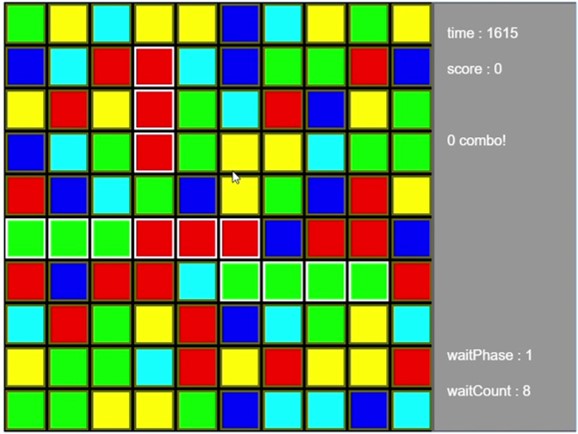 time : 1615
score : 0
0 combo!
waitPhase : 1
waitCount : 8